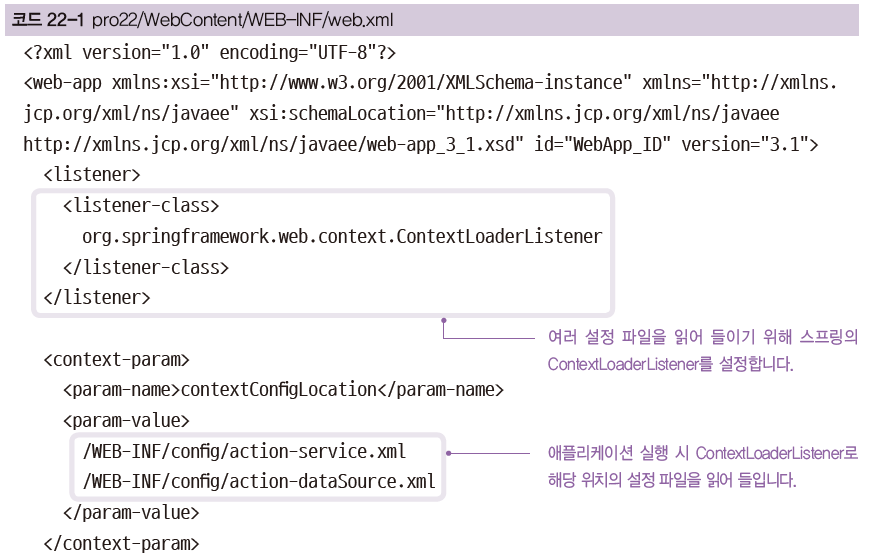 코드 22-1 pro22/WebContent/WEB-INF/web.xml
<?xml version="1.0" encoding="UTF-8"?>
<web-app xmlns:xsi="http://www.w3.org/2001/XMLSchema-instance" xmlns="http://xmlns.
jcp.org/xml/ns/javaee" xsi:schemaLocation="http://xmlns.jcp.org/xml/ns/javaee
http://xmlns.jcp.org/xml/ns/javaee/web-app_3_1.xsd" id="WebApp_ID" version="3.1">
<listener>
<listener-class>
org.springframework.web.context.ContextLoaderListener
</listener-class>
</listener>
여러 설정 파일을 읽어 들이기 위해 스프링의
ContextLoaderListener를 설정합니다.
<context-param>
<param-name>contextConfigLocation</param-name>
<param-value>
/WEB-INF/config/action-service.xml
/WEB-INF/config/action-dataSource.xml
애플리케이션 실행 시 ContextLoaderListener로
해당 위치의 설정 파일을 읽어 들입니다.
</param-value>
</context-param>